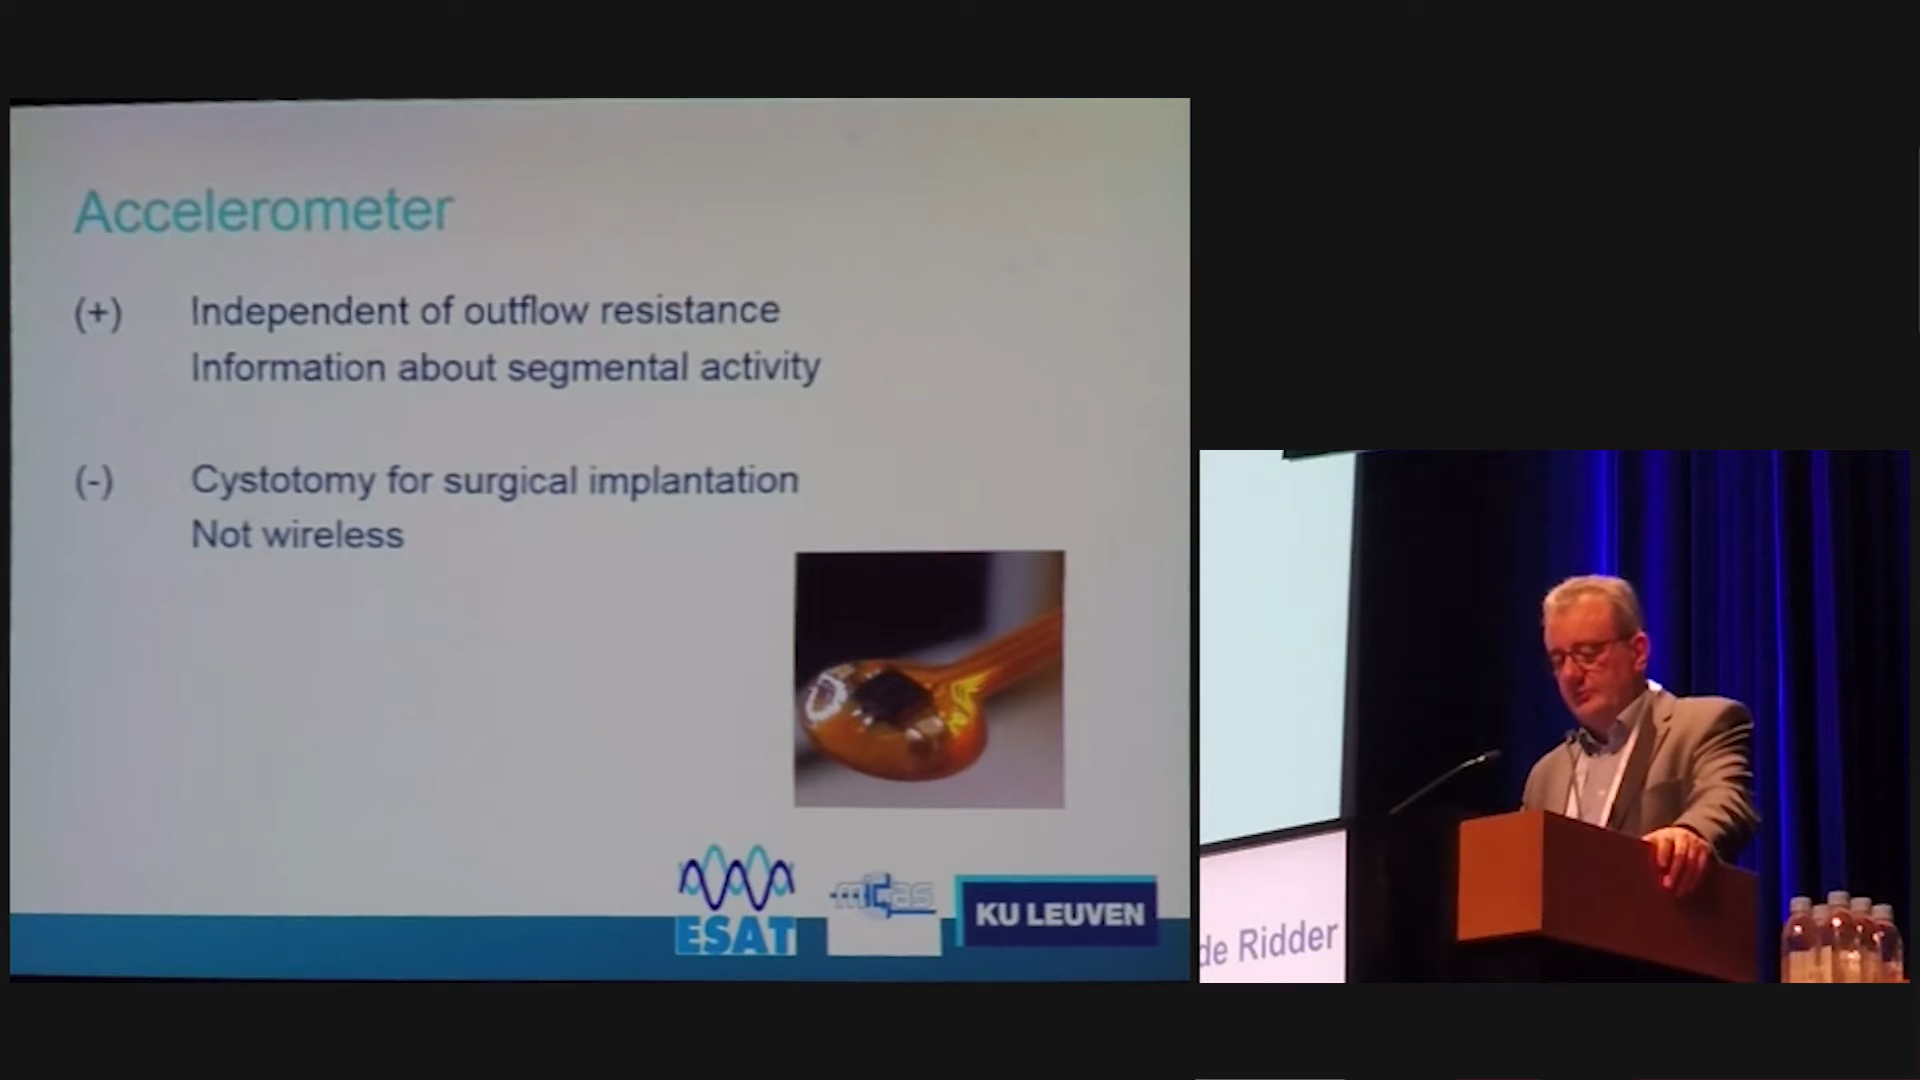 Accelerometer
(+) Independent of outflow resistance
Information about segmental activity
(-) Cystotomy for surgical implantation
Not wireless
ESAT
micas
KU LEUVEN
de Ridder